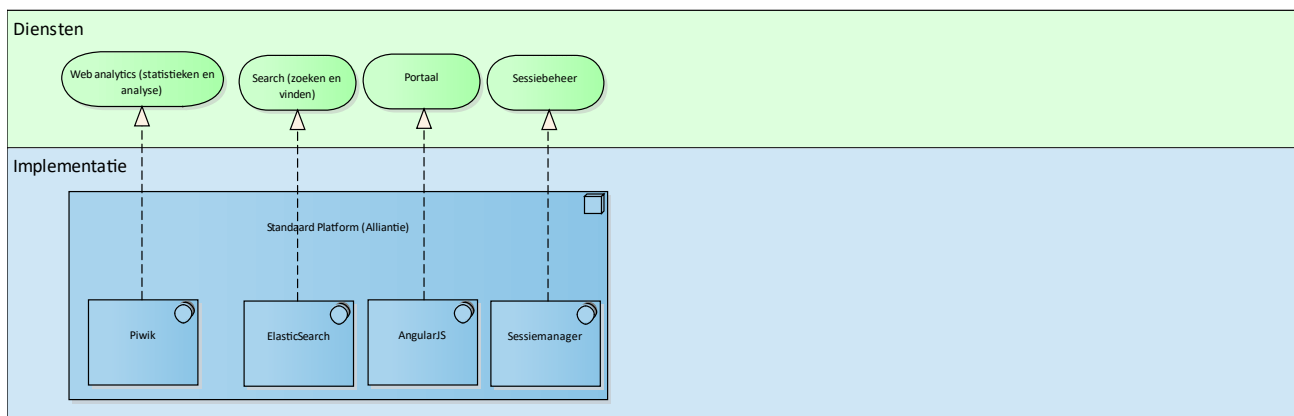 Diensten
Web analytics (statistieken en
analyse)
Search (zoeken en
vinden)
Portaal
Sessiebeheer
Implementatie
Standaard Platform (Alliantie)
Piwik
ElasticSearch
AngularJS
Sessiemanager